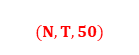 (N, T, 50)